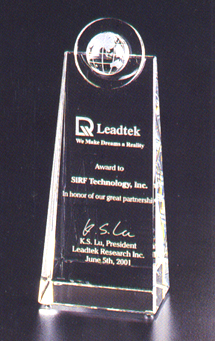 Leadtek
We Make Dreams a Reality
Award to
SiRF Technology, Inc.
In honor of our great partnership
K.S. Lu
K.S. Lu, President
Leadtek Research Inc.
June 5th, 2001